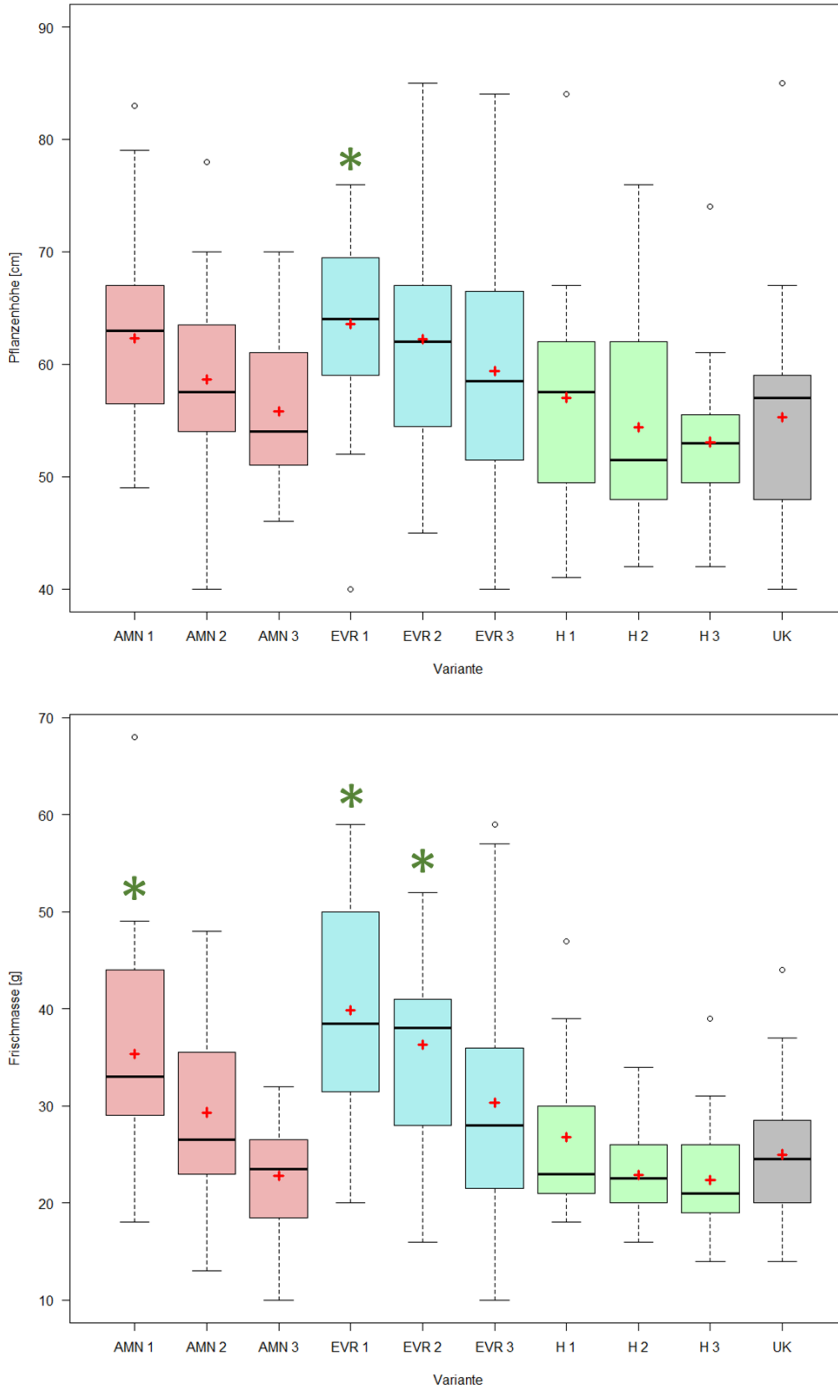 90
80
70
60
50
40
Pflanzenhöhe [cm]
*
AMN 1 AMN 2 AMN 3 EVR 1 EVR 2 EVR 3 H 1 H 2 H 3 UK
Variante
70
60
50
40
30
20
10
Frischmasse [g]
* * *
AMN 1 AMN 2 AMN 3 EVR 1 EVR 2 EVR 3 H 1 H 2 H 3 UK
Variante